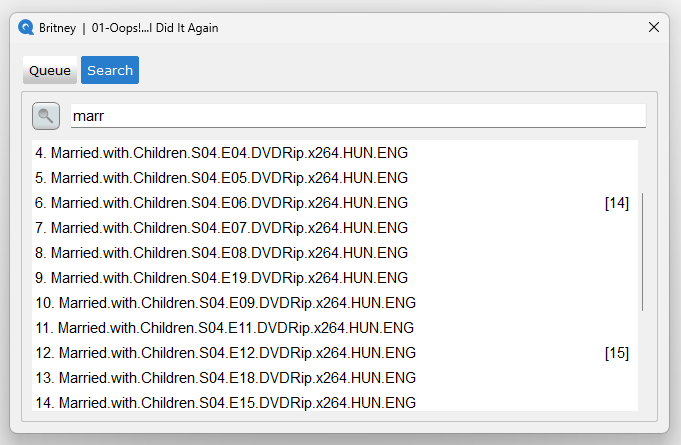 Britney | 01-Oops!...I Did It Again
Queue Search
marr
4. Married.with.Children.S04.E04.DVDRip.x264.HUN.ENG
5. Married.with.Children.S04.E05.DVDRip.x264.HUN.ENG
6. Married.with.Children.S04.E06.DVDRip.x264.HUN.ENG [14]
7. Married.with.Children.S04.E07.DVDRip.x264.HUN.ENG
8. Married.with.Children.S04.E08.DVDRip.x264.HUN.ENG
9. Married.with.Children.S04.E19.DVDRip.x264.HUN.ENG
10. Married.with.Children.S04.E09.DVDRip.x264.HUN.ENG
11. Married.with.Children.S04.E11.DVDRip.x264.HUN.ENG
12. Married.with.Children.S04.E12.DVDRip.x264.HUN.ENG [15]
13. Married.with.Children.S04.E18.DVDRip.x264.HUN.ENG
14. Married.with.Children.S04.E15.DVDRip.x264.HUN.ENG